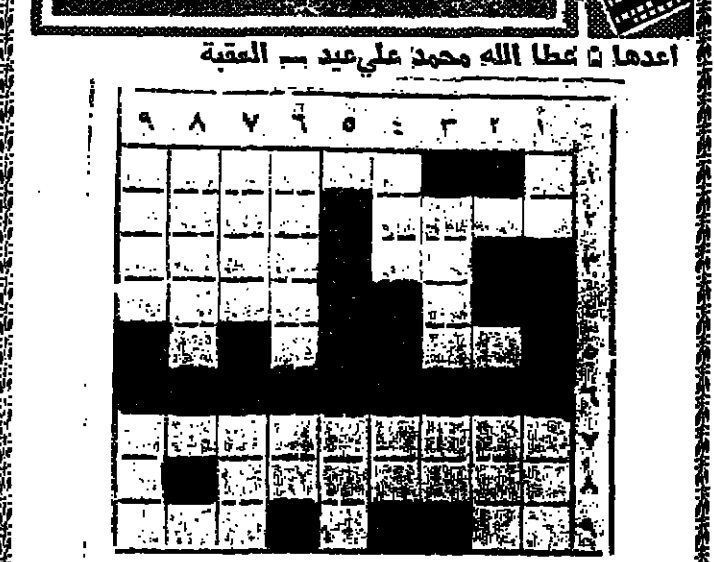 اعدها : عطا الله محمد علي عيد ـ العقبة
١ ٢ ٣ ٤ ٥ ٦ ٧ ٨ ٩